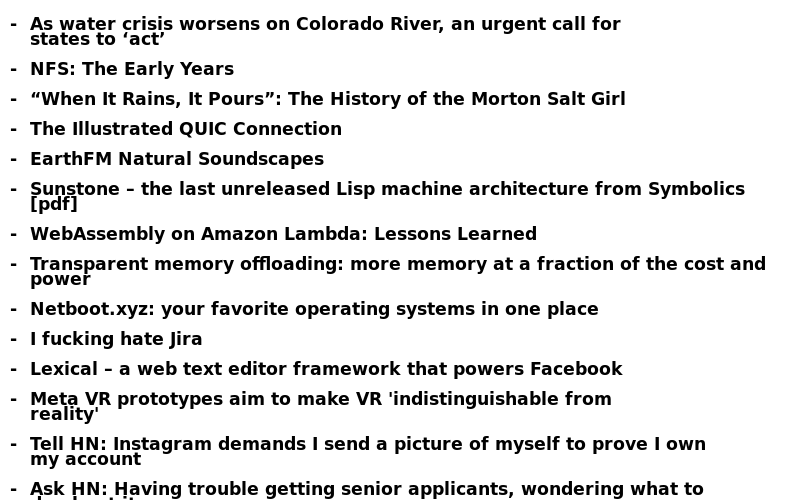 - As water crisis worsens on Colorado River, an urgent call for
states to ‘act’
- NFS: The Early Years
- “When It Rains, It Pours”: The History of the Morton Salt Girl
- The Illustrated QUIC Connection
- EarthFM Natural Soundscapes
- Sunstone – the last unreleased Lisp machine architecture from Symbolics
[pdf]
- WebAssembly on Amazon Lambda: Lessons Learned
- Transparent memory offloading: more memory at a fraction of the cost and
power
- Netboot.xyz: your favorite operating systems in one place
- I fucking hate Jira
- Lexical – a web text editor framework that powers Facebook
- Meta VR prototypes aim to make VR 'indistinguishable from
reality'
- Tell HN: Instagram demands I send a picture of myself to prove I own
my account
- Ask HN: Having trouble getting senior applicants, wondering what to